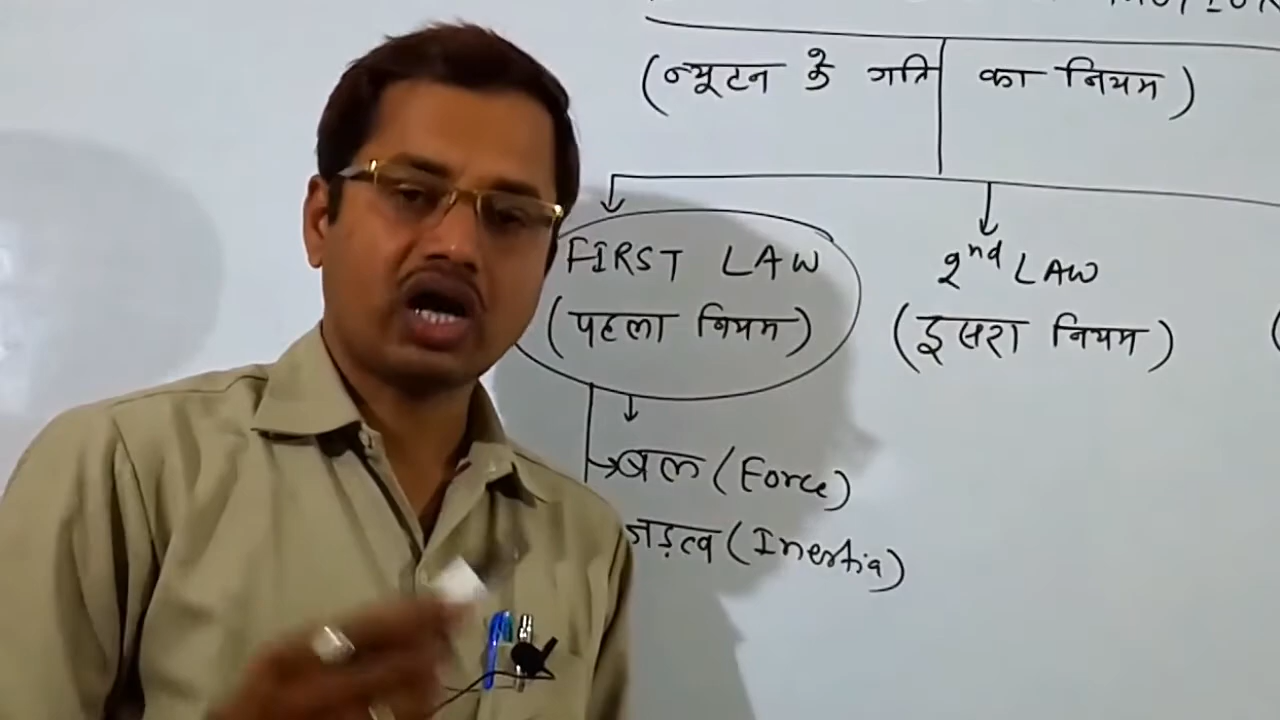 (न्यूटन के गति का नियम)
FIRST LAW
(पहला नियम)
2nd LAW
(दूसरा नियम)
बल (Force)
जड़त्व (Inertia)